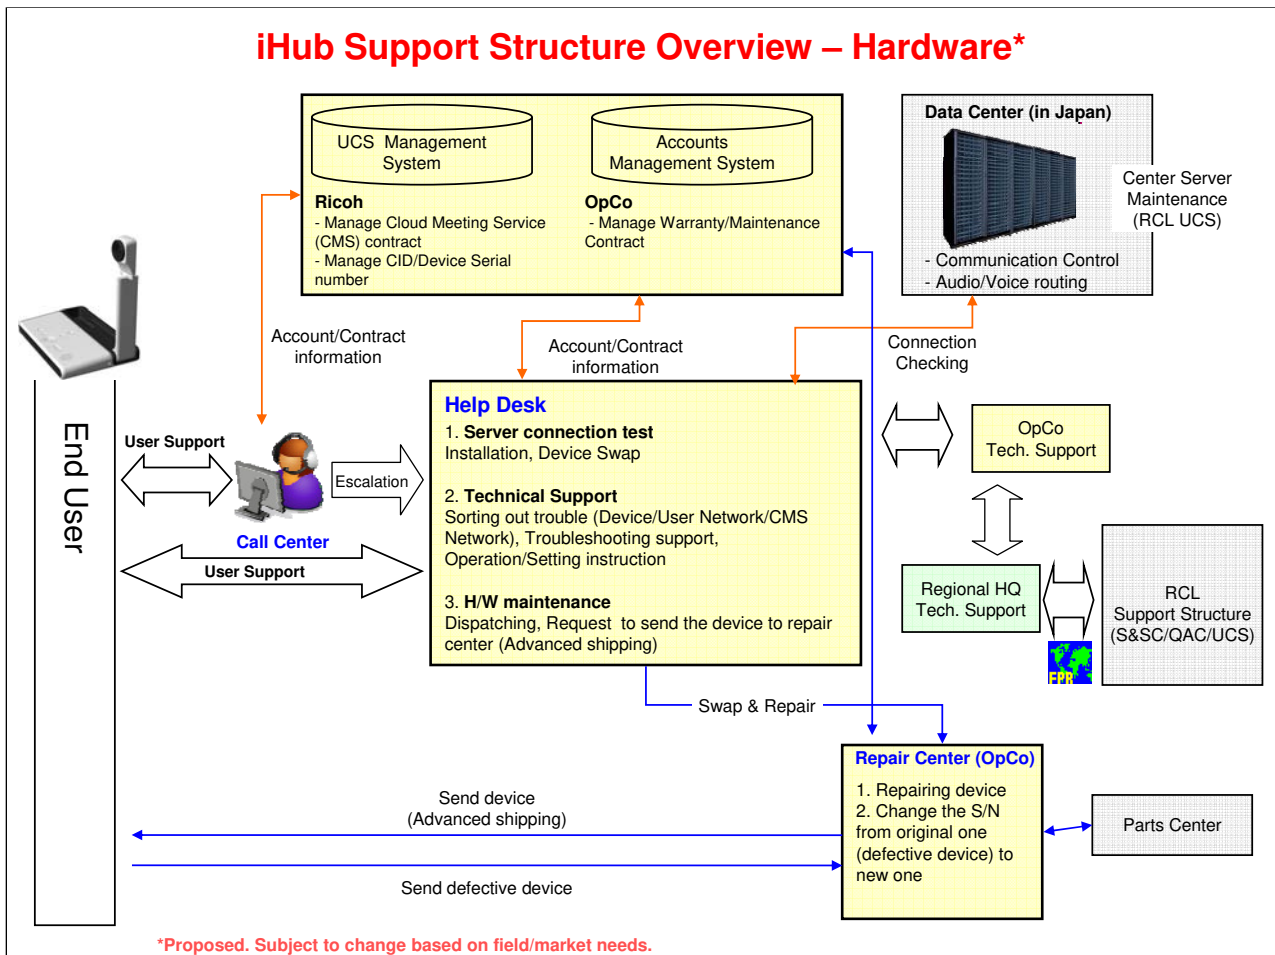 iHub Support Structure Overview – Hardware*
UCS Management
System
Accounts
Management System
Ricoh
- Manage Cloud Meeting Service
(CMS) contract
- Manage CID/Device Serial
number
OpCo
- Manage Warranty/Maintenance
Contract
Data Center (in Japan)
Center Server
Maintenance
(RCL UCS)
- Communication Control
- Audio/Voice routing
Account/Contract
information
Account/Contract
information
Connection
Checking
End User
User Support
Escalation
Call Center
User Support
Help Desk
1. Server connection test
Installation, Device Swap
2. Technical Support
Sorting out trouble (Device/User Network/CMS
Network), Troubleshooting support,
Operation/Setting instruction
3. H/W maintenance
Dispatching, Request to send the device to repair
center (Advanced shipping)
OpCo
Tech. Support
Regional HQ
Tech. Support
FPR
RCL
Support Structure
(S&SC/QAC/UCS)
Swap & Repair
Repair Center (OpCo)
1. Repairing device
2. Change the S/N
from original one
(defective device) to
new one
Parts Center
Send device
(Advanced shipping)
Send defective device
*Proposed. Subject to change based on field/market needs.